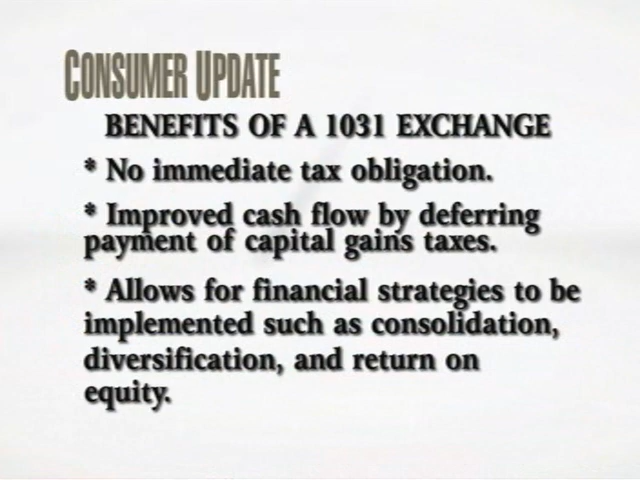 CONSUMER UPDATE
BENEFITS OF A 1031 EXCHANGE
* No immediate tax obligation.
* Improved cash flow by deferring
payment of capital gains taxes.
* Allows for financial strategies to be
implemented such as consolidation,
diversification, and return on
equity.